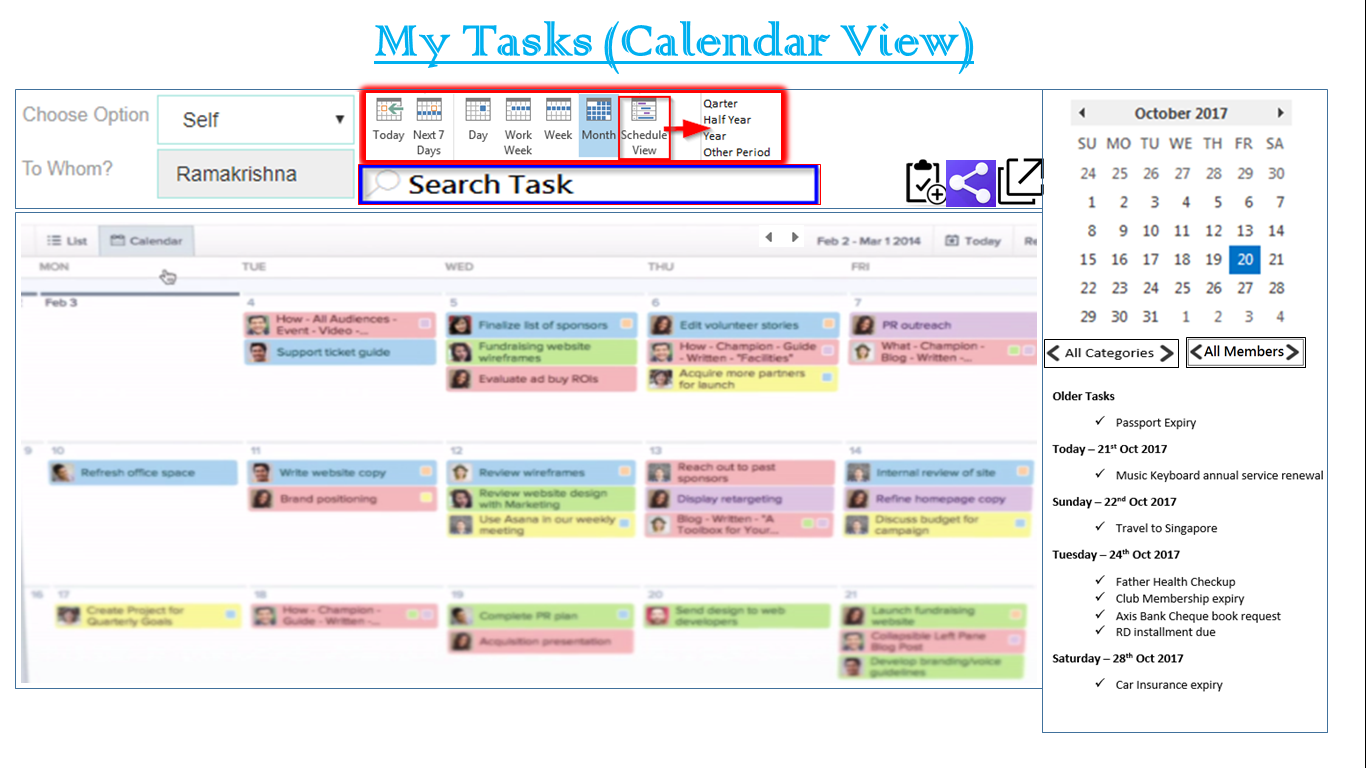 My Tasks (Calendar View)
Choose Option
Self
To Whom?
Ramakrishna
Today
Next 7
Days
Day
Work
Week
Week
Month
Schedule
View
Qarter
Half Year
Year
Other Period
Search Task
List
Calendar
Feb 2 - Mar 1 2014
Today
Re
MON
TUE
WED
THU
FRI
Feb 3
4
5
6
7
How - All Audiences -
Event - Video -...
Support ticket guide
Finalize list of sponsors
Fundraising website
wireframes
Evaluate ad buy ROIs
Edit volunteer stories
How - Champion - Guide
- Written - "Facilities"
Acquire more partners
for launch
PR outreach
What - Champion -
Blog - Written -...
9
10
11
12
13
14
Refresh office space
Write website copy
Brand positioning
Review wireframes
Review website design
with Marketing
Use Asana in our weekly
meeting
Reach out to past
sponsors
Display retargeting
Blog - Written - "A
Toolbox for Your...
Internal review of site
Refine homepage copy
Discuss budget for
campaign
16
17
18
19
20
21
Create Project for
Quarterly Goals
How - Champion -
Guide - Written -...
Complete PR plan
Acquisition presentation
Send design to web
developers
Launch fundraising
website
Collapsible Left Pane
Blog Post
Develop branding/voice
guidelines
October 2017
SU MO TU WE TH FR SA
24 25 26 27 28 29 30
1 2 3 4 5 6 7
8 9 10 11 12 13 14
15 16 17 18 19 20 21
22 23 24 25 26 27 28
29 30 31 1 2 3 4
All Categories
All Members
Older Tasks
✓ Passport Expiry
Today – 21st Oct 2017
✓ Music Keyboard annual service renewal
Sunday – 22nd Oct 2017
✓ Travel to Singapore
Tuesday – 24th Oct 2017
✓ Father Health Checkup
✓ Club Membership expiry
✓ Axis Bank Cheque book request
✓ RD installment due
Saturday – 28th Oct 2017
✓ Car Insurance expiry